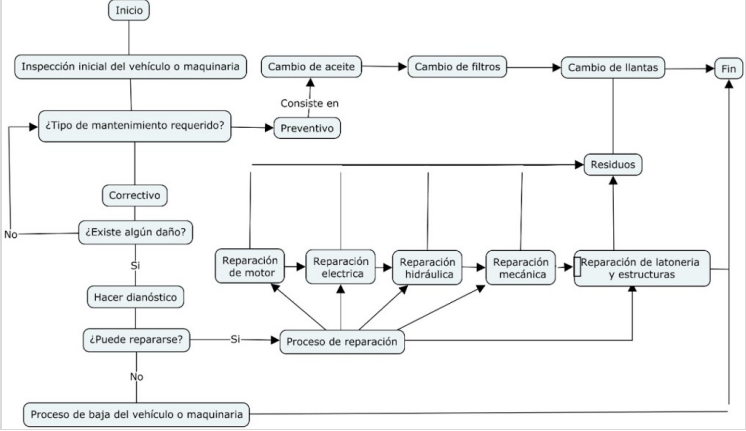 Inicio
Inspección inicial del vehículo o maquinaria
Cambio de aceite
Cambio de filtros
Cambio de llantas
Fin
Consiste en
¿Tipo de mantenimiento requerido?
Preventivo
Residuos
Correctivo
No
¿Existe algún daño?
Si
Reparación
de motor
Reparación
electrica
Reparación
hidráulica
Reparación
mecánica
Reparación de latoneria
y estructuras
Hacer dianóstico
¿Puede repararse?
Si
Proceso de reparación
No
Proceso de baja del vehículo o maquinaria